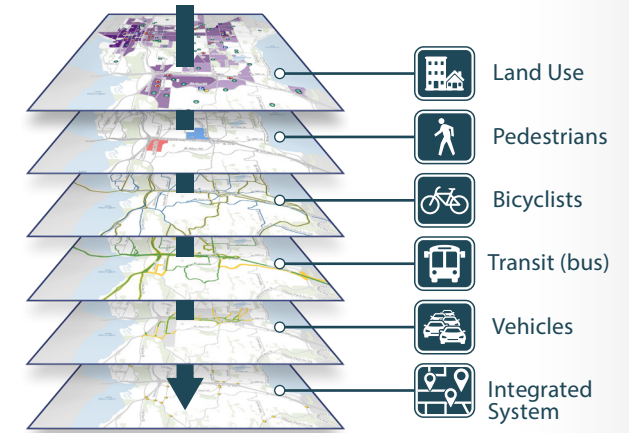 Land Use
Pedestrians
Bicyclists
Transit (bus)
Vehicles
Integrated
System